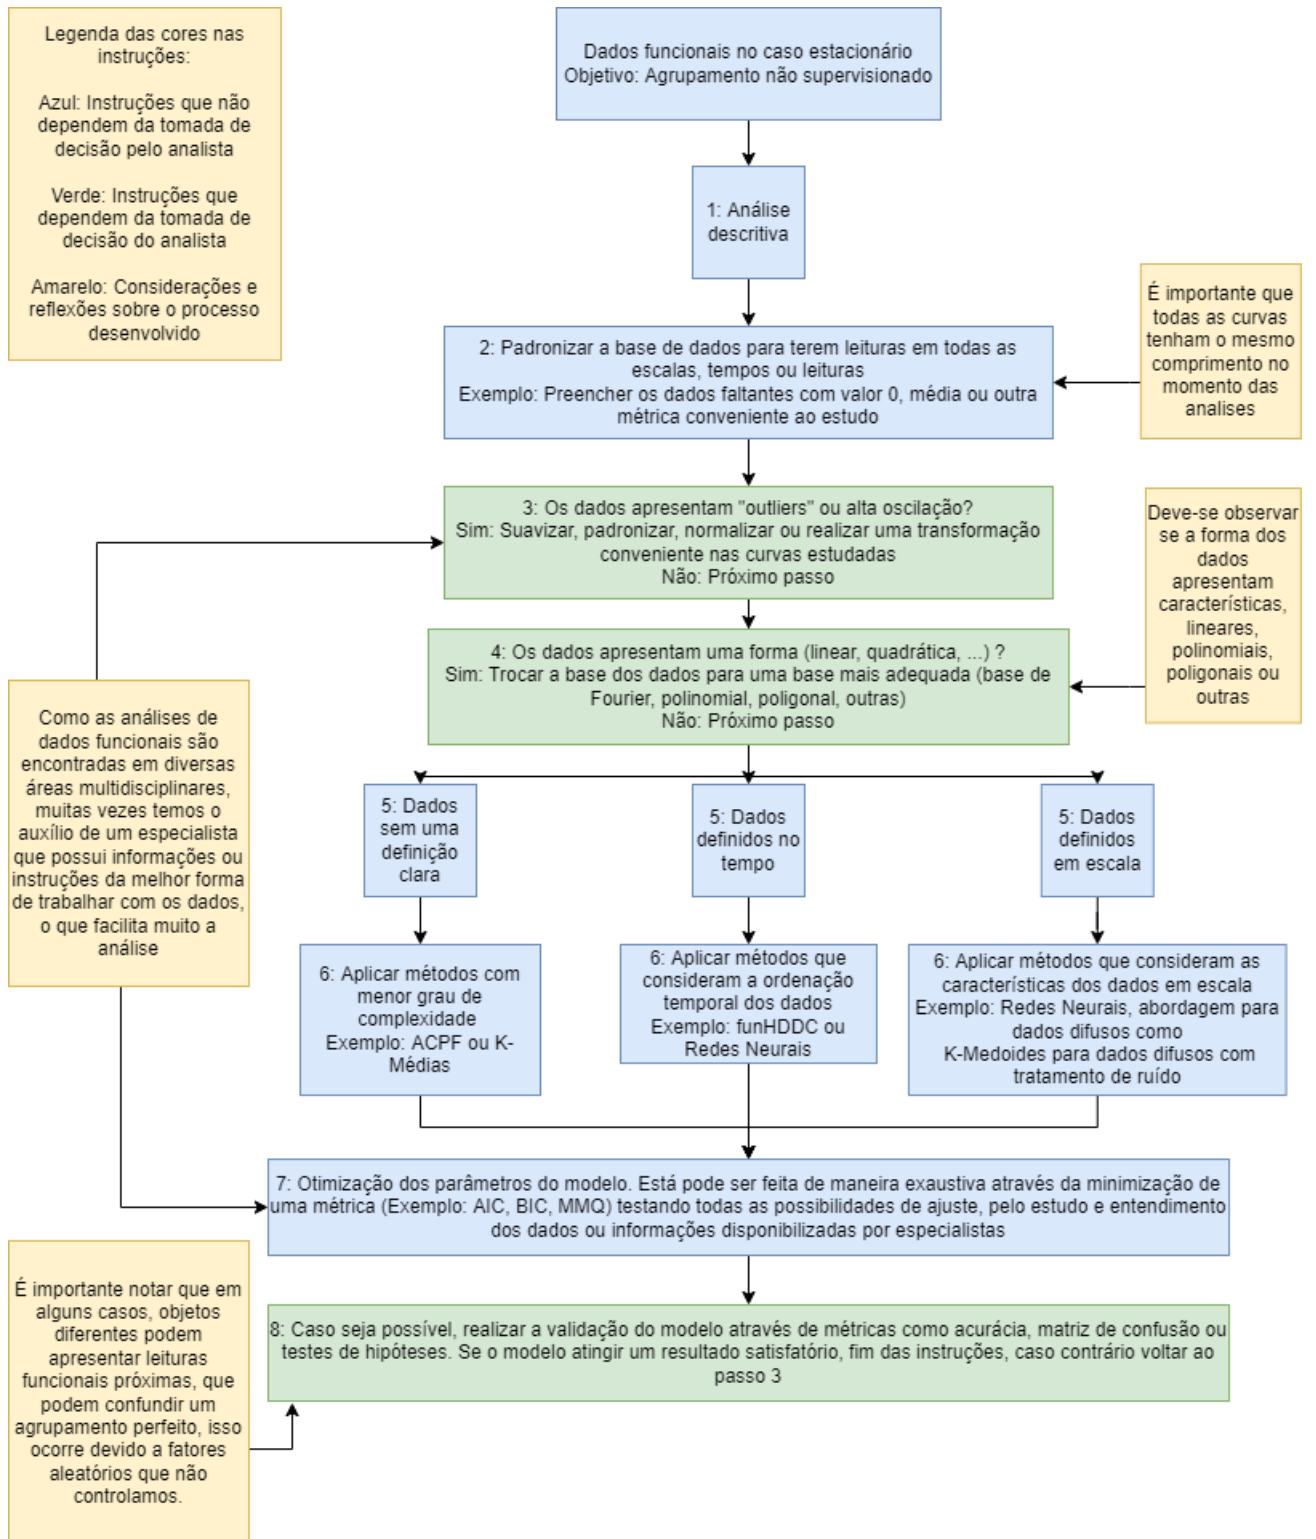 Legenda das cores nas
instruções:
Azul: Instruções que não
dependem da tomada de
decisão pelo analista
Verde: Instruções que
dependem da tomada de
decisão do analista
Amarelo: Considerações e
reflexões sobre o processo
desenvolvido
Dados funcionais no caso estacionário
Objetivo: Agrupamento não supervisionado
1: Análise
descritiva
2: Padronizar a base de dados para terem leituras em todas as
escalas, tempos ou leituras
Exemplo: Preencher os dados faltantes com valor 0, média ou outra
métrica conveniente ao estudo
É importante que
todas as curvas
tenham o mesmo
comprimento no
momento das
analises
3: Os dados apresentam "outliers" ou alta oscilação?
Sim: Suavizar, padronizar, normalizar ou realizar uma transformação
conveniente nas curvas estudadas
Não: Próximo passo
4: Os dados apresentam uma forma (linear, quadrática, ...) ?
Sim: Trocar a base dos dados para uma base mais adequada (base de
Fourier, polinomial, poligonal, outras)
Não: Próximo passo
Deve-se observar
se a forma dos
dados
apresentam
características,
lineares,
polinomiais,
poligonais ou
outras
Como as análises de
dados funcionais são
encontradas em diversas
áreas multidisciplinares,
muitas vezes temos o
auxílio de um especialista
que possui informações ou
instruções da melhor forma
de trabalhar com os dados,
o que facilita muito a
análise
5: Dados
sem uma
definição
clara
5: Dados
definidos no
tempo
5: Dados
definidos
em escala
6: Aplicar métodos com
menor grau de
complexidade
Exemplo: ACPF ou K-
Médias
6: Aplicar métodos que
consideram a ordenação
temporal dos dados
Exemplo: funHDDC ou
Redes Neurais
6: Aplicar métodos que consideram as
características dos dados em escala
Exemplo: Redes Neurais, abordagem para
dados difusos como
K-Medoides para dados difusos com
tratamento de ruído
7: Otimização dos parâmetros do modelo. Está pode ser feita de maneira exaustiva através da minimização de
uma métrica (Exemplo: AIC, BIC, MMQ) testando todas as possibilidades de ajuste, pelo estudo e entendimento
dos dados ou informações disponibilizadas por especialistas
É importante notar que em
alguns casos, objetos
diferentes podem
apresentar leituras
funcionais próximas, que
podem confundir um
agrupamento perfeito, isso
ocorre devido a fatores
aleatórios que não
controlamos.
8: Caso seja possível, realizar a validação do modelo através de métricas como acurácia, matriz de confusão ou
testes de hipóteses. Se o modelo atingir um resultado satisfatório, fim das instruções, caso contrário voltar ao
passo 3